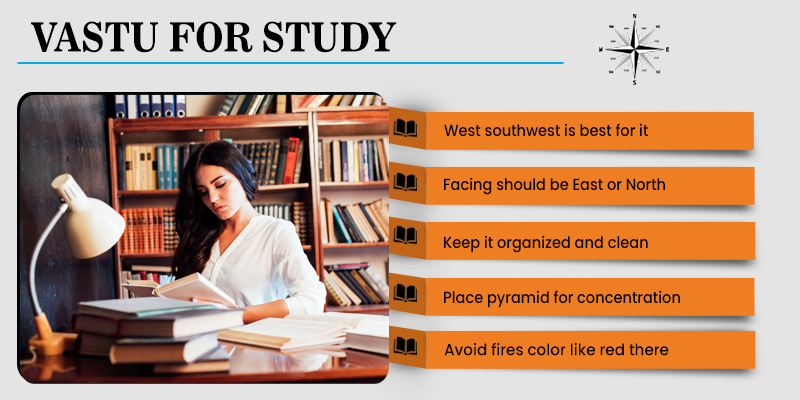 VASTU FOR STUDY
N
W
E
S
West southwest is best for it
Facing should be East or North
Keep it organized and clean
Place pyramid for concentration
Avoid fires color like red there